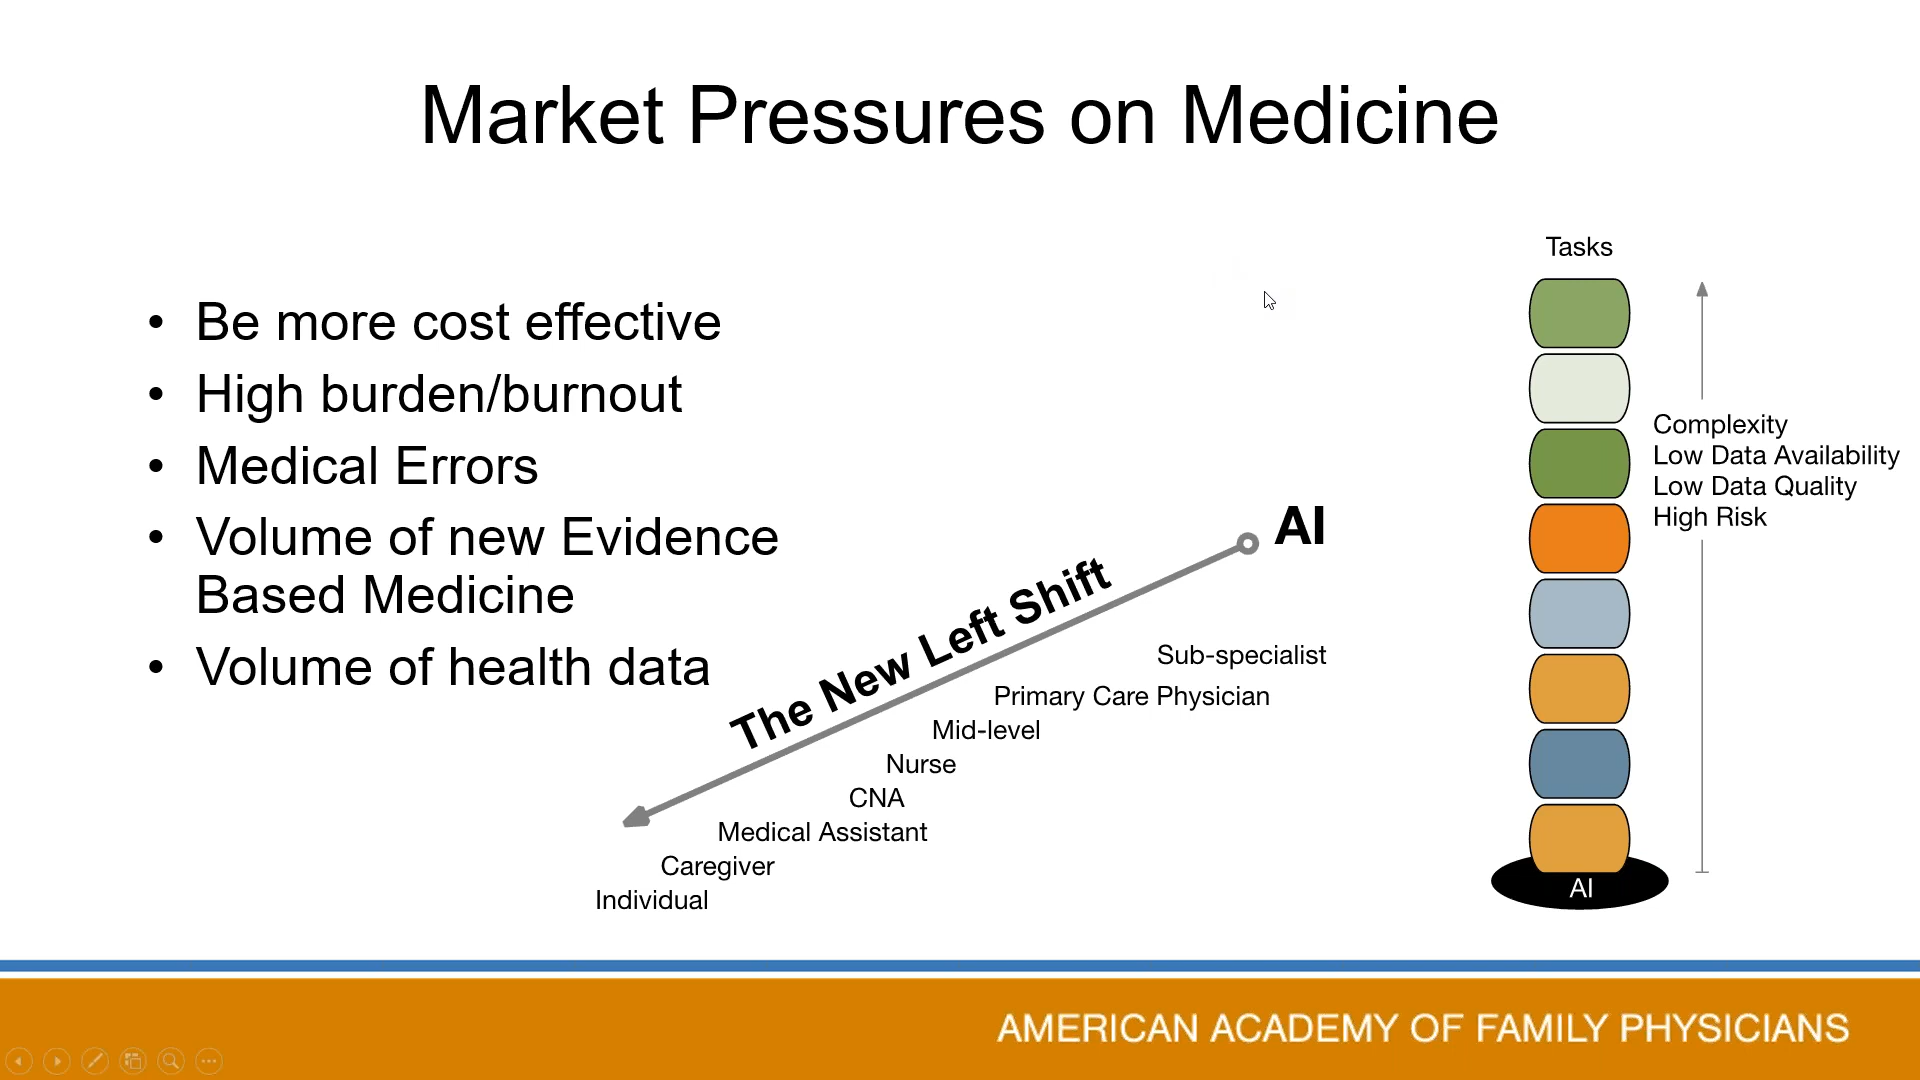 Market Pressures on Medicine
• Be more cost effective
• High burden/burnout
• Medical Errors
• Volume of new Evidence
Based Medicine
• Volume of health data
The New Left Shift
AI
Sub-specialist
Primary Care Physician
Mid-level
Nurse
CNA
Medical Assistant
Caregiver
Individual
Tasks
Complexity
Low Data Availability
Low Data Quality
High Risk
AI
AMERICAN ACADEMY OF FAMILY PHYSICIANS